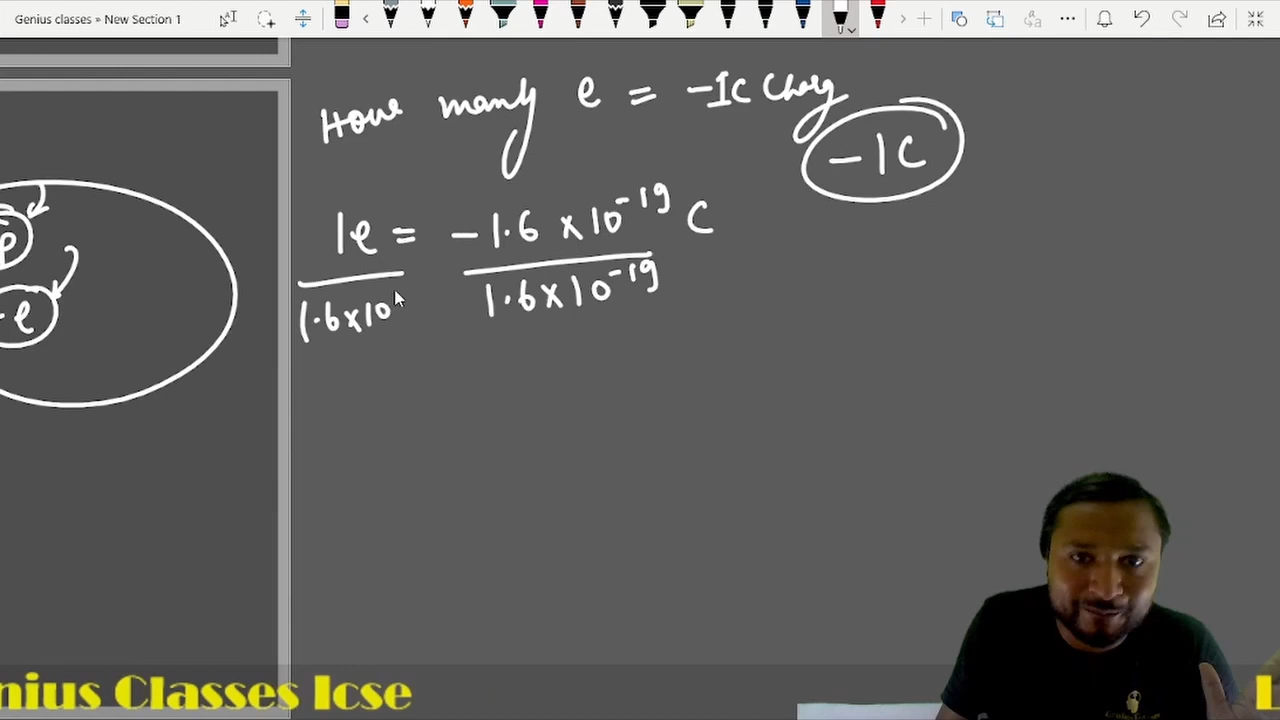 Genius classes » New Section 1
How many e = -1C Charg
-1C
1e = -1.6 x 10⁻¹⁹ C
1.6x10 1.6x10⁻¹⁹
e
e
nius Classes Icse
L